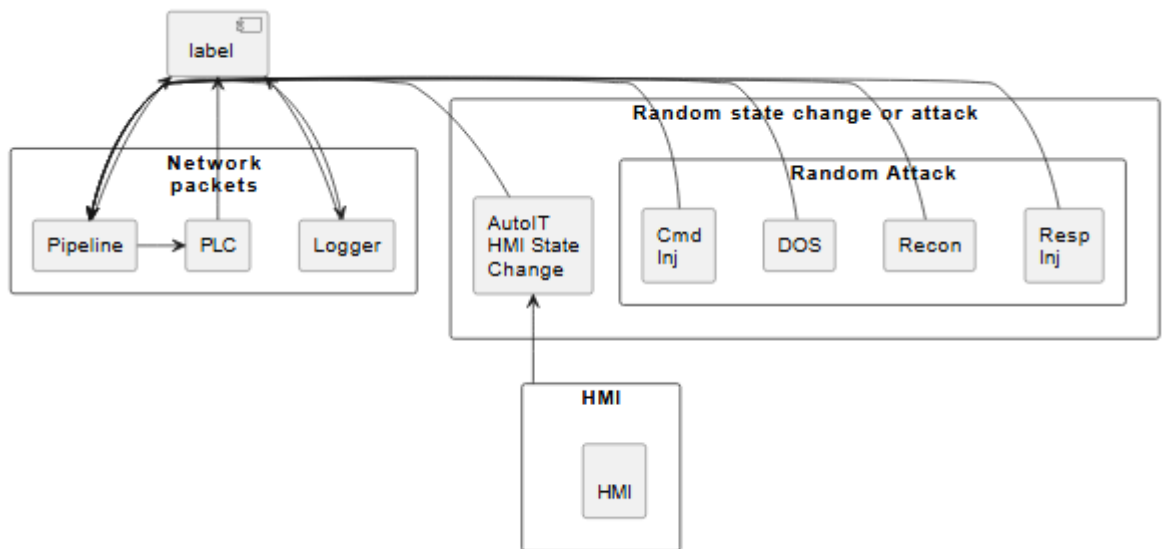 label
Random state change or attack
Network
packets
Random Attack
Pipeline
PLC
Logger
AutoIT
HMI State
Change
Cmd
Inj
DOS
Recon
Resp
Inj
HMI
HMI